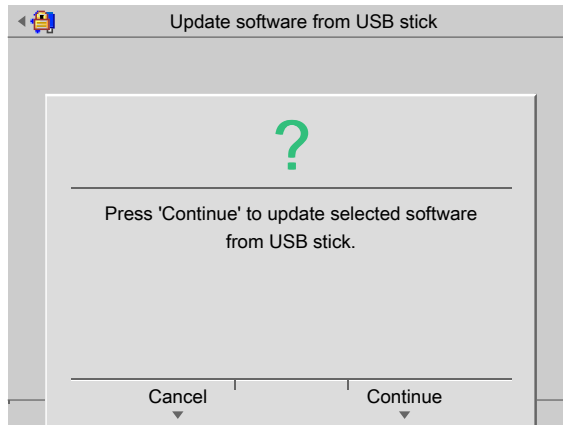 Update software from USB stick
?
Press 'Continue' to update selected software
from USB stick.
Cancel Continue